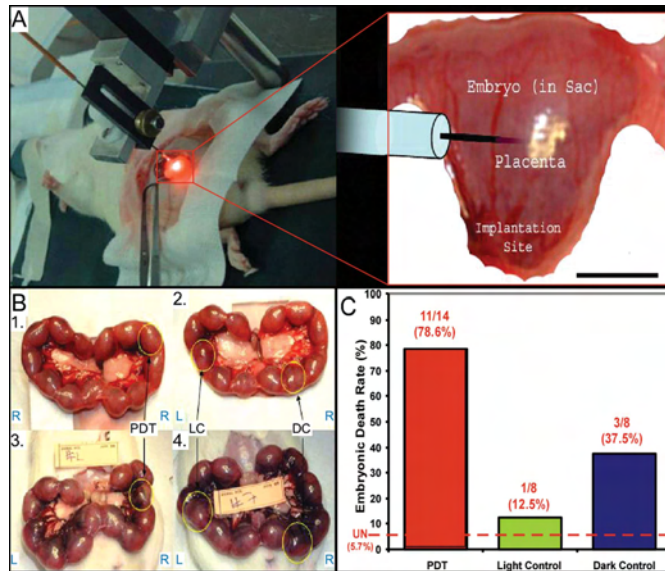 A
Embryo (in Sac)
Placenta
Implantation
Site
B
1.
2.
R
R
L
R
PDT
LC
DC
3.
4.
L
R
L
R
C
Embryonic Death Rate (%)
100
90
80
70
60
50
40
30
20
10
0
11/14
(78.6%)
1/8
(12.5%)
3/8
(37.5%)
UN
(5.7%)
PDT
Light Control
Dark Control